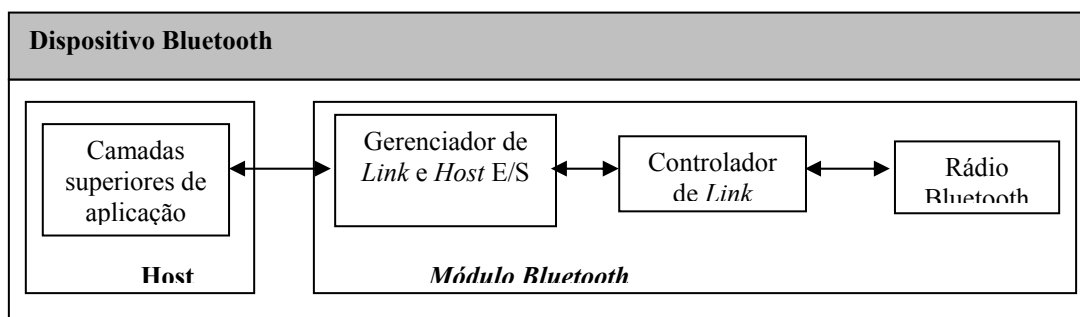 Dispositivo Bluetooth
Camadas
superiores de
aplicação
Gerenciador de
Link e Host E/S
Controlador
de Link
Rádio
Bluetooth
Host
Módulo Bluetooth